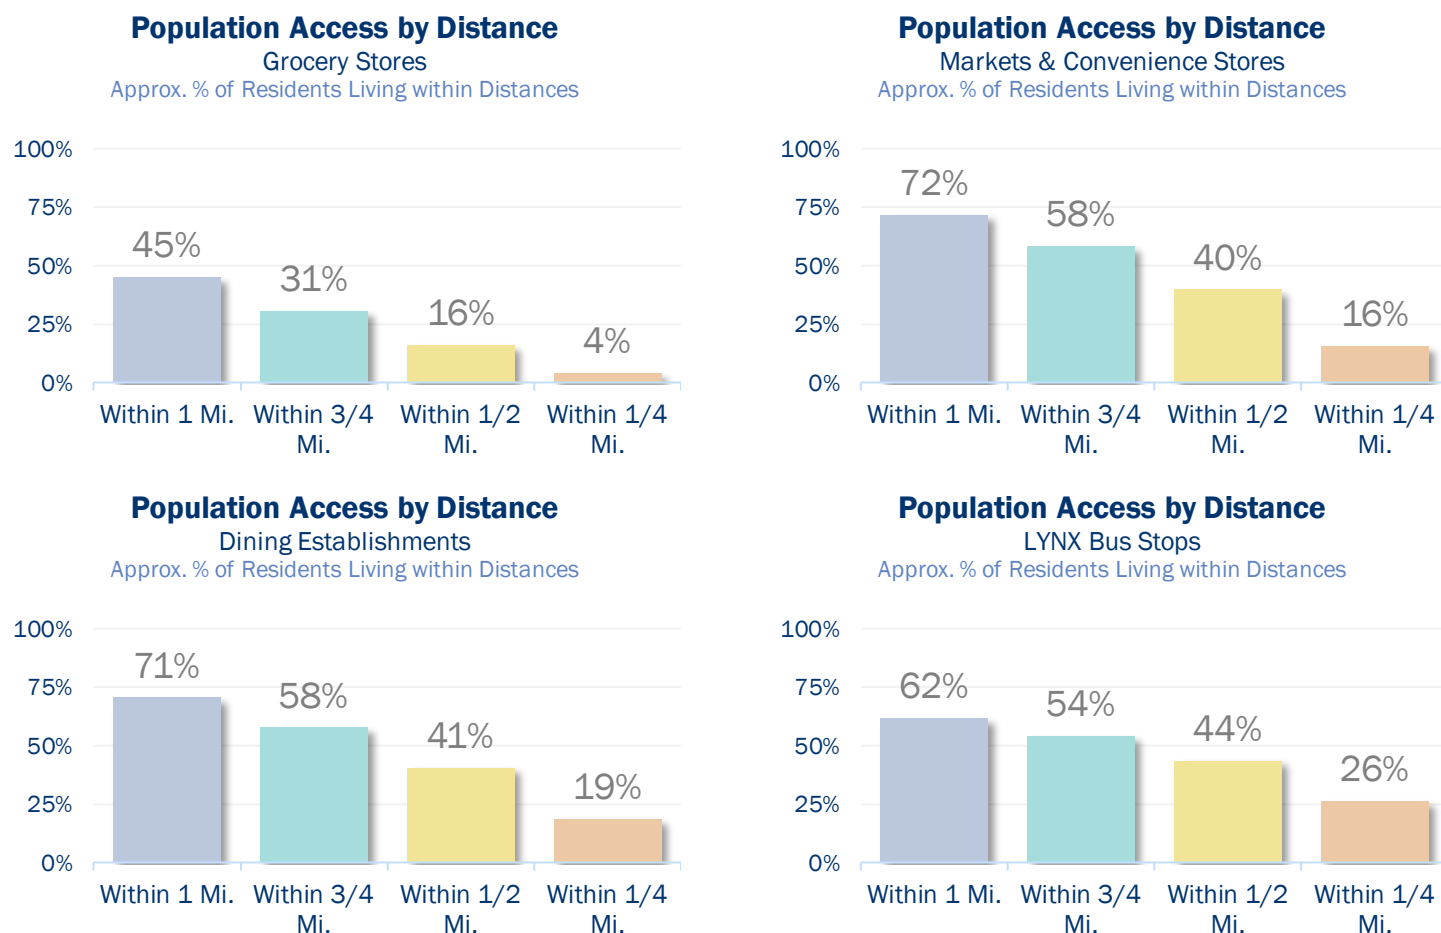 Population Access by Distance
Grocery Stores
Approx. % of Residents Living within Distances
100%
75%
50%
25%
0%
45%
31%
16%
4%
Within 1 Mi.
Within 3/4
Mi.
Within 1/2
Mi.
Within 1/4
Mi.
Population Access by Distance
Markets & Convenience Stores
Approx. % of Residents Living within Distances
100%
75%
50%
25%
0%
72%
58%
40%
16%
Within 1 Mi.
Within 3/4
Mi.
Within 1/2
Mi.
Within 1/4
Mi.
Population Access by Distance
Dining Establishments
Approx. % of Residents Living within Distances
100%
75%
50%
25%
0%
71%
58%
41%
19%
Within 1 Mi.
Within 3/4
Mi.
Within 1/2
Mi.
Within 1/4
Mi.
Population Access by Distance
LYNX Bus Stops
Approx. % of Residents Living within Distances
100%
75%
50%
25%
0%
62%
54%
44%
26%
Within 1 Mi.
Within 3/4
Mi.
Within 1/2
Mi.
Within 1/4
Mi.